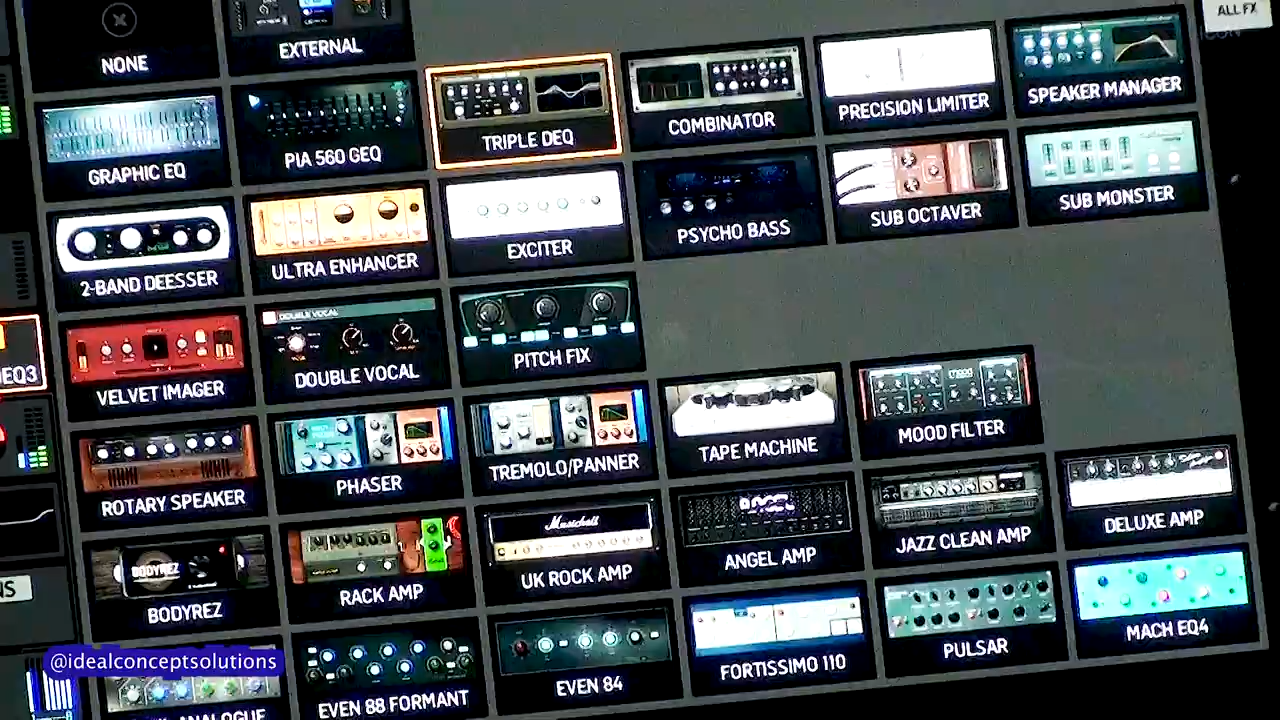 NONE
EXTERNAL
ALL FX
GRAPHIC EQ
PIA 560 GEQ
TRIPLE DEQ
COMBINATOR
PRECISION LIMITER
SPEAKER MANAGER
2-BAND DEESSER
ULTRA ENHANCER
EXCITER
PSYCHO BASS
SUB OCTAVER
SUB MONSTER
DEQ3
VELVET IMAGER
DOUBLE VOCAL
DOUBLE VOCAL
PITCH FIX
ROTARY SPEAKER
PHASER
TREMOLO/PANNER
TAPE MACHINE
MOOD FILTER
BODYREZ
BODYREZ
RACK AMP
UK ROCK AMP
ANGEL AMP
JAZZ CLEAN AMP
DELUXE AMP
@idealconceptsolutions
ANALOGUE
EVEN 88 FORMANT
EVEN 84
FORTISSIMO 110
PULSAR
MACH EQ4